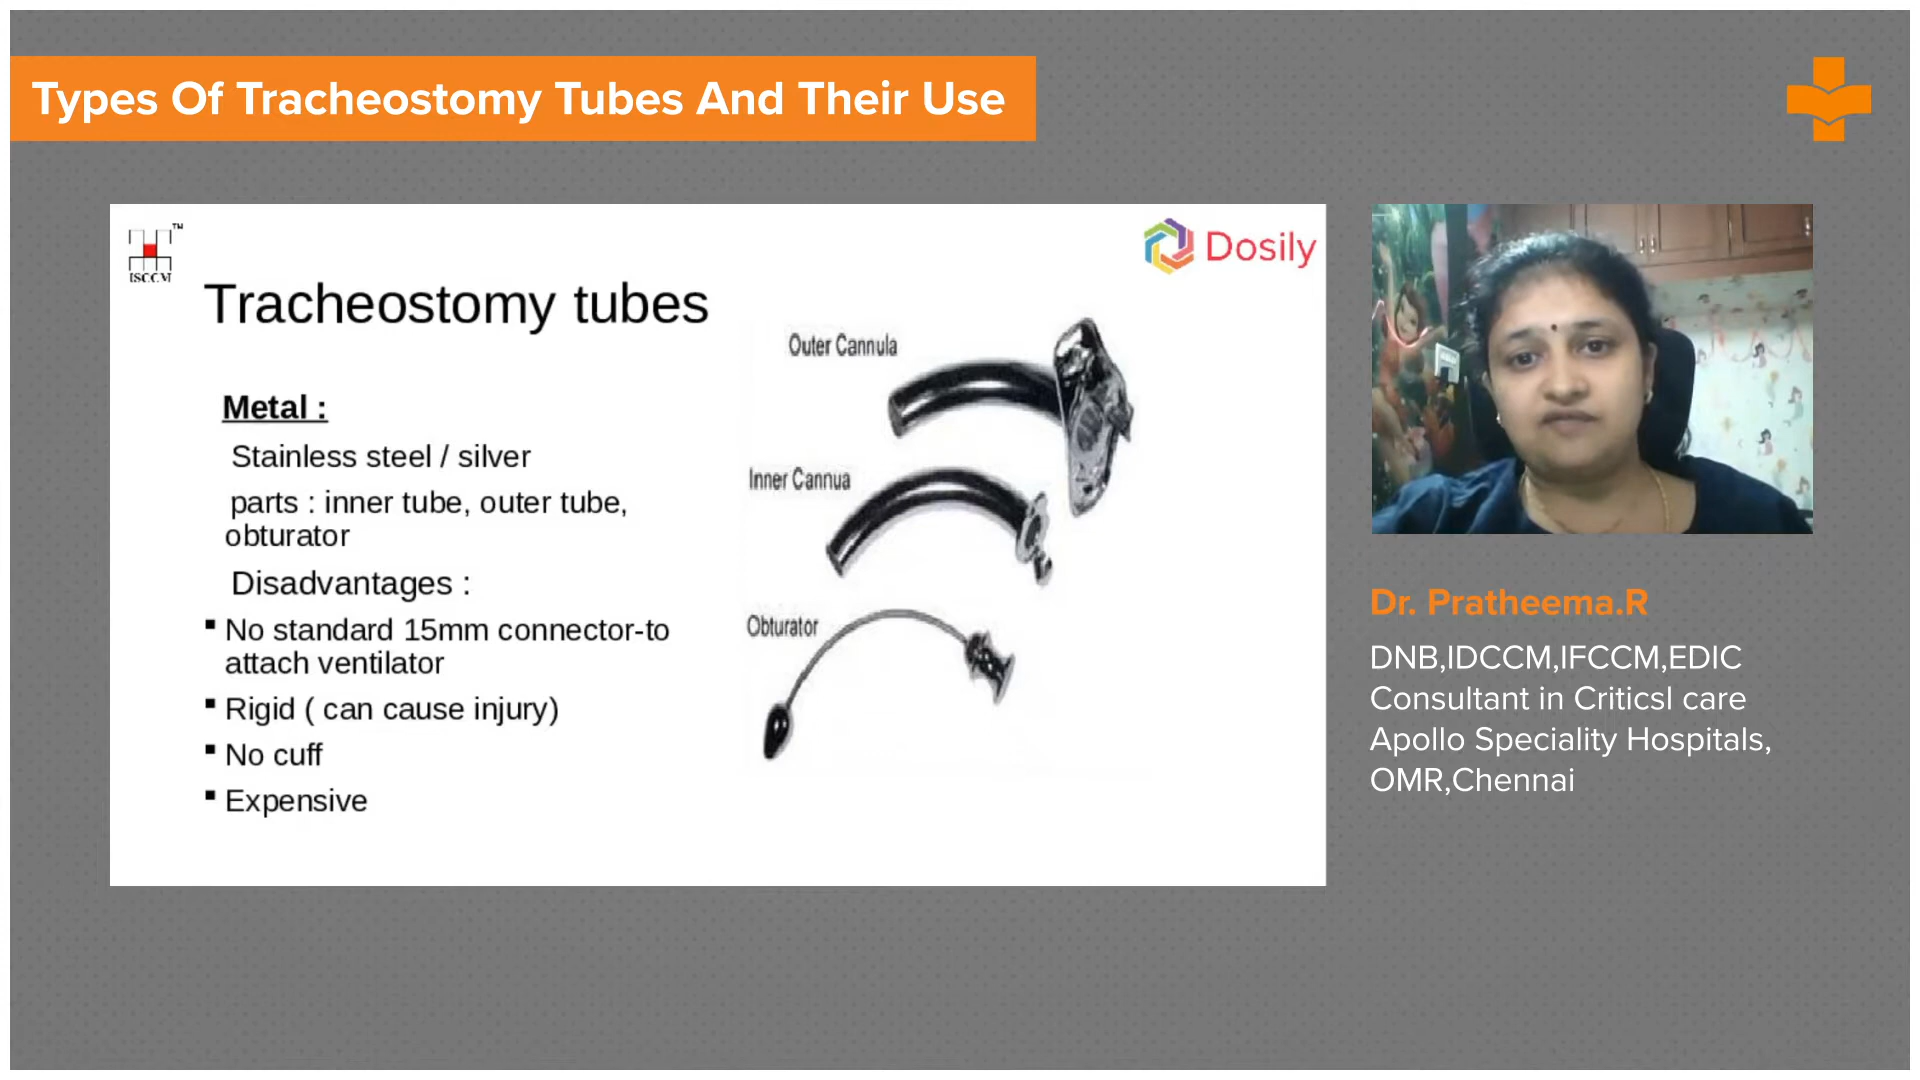 Types Of Tracheostomy Tubes And Their Use
TM
ISCCM
Dosily
Tracheostomy tubes
Metal :
Stainless steel / silver
parts : inner tube, outer tube,
obturator
Disadvantages :
▪ No standard 15mm connector-to
attach ventilator
▪ Rigid ( can cause injury)
▪ No cuff
▪ Expensive
Outer Cannula
Inner Cannua
Obturator
Dr. Pratheema.R
DNB,IDCCM,IFCCM,EDIC
Consultant in Criticsl care
Apollo Speciality Hospitals,
OMR,Chennai